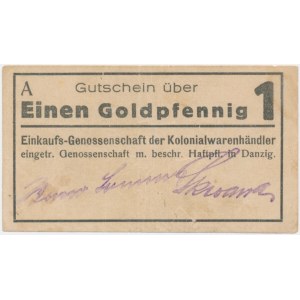 A
Gutschein über
Einen Goldpfennig 1
Einkaufs-Genossenschaft der Kolonialwarenhändler
eingetr. Genossenschaft m. beschr. Haftpfl. in Danzig.